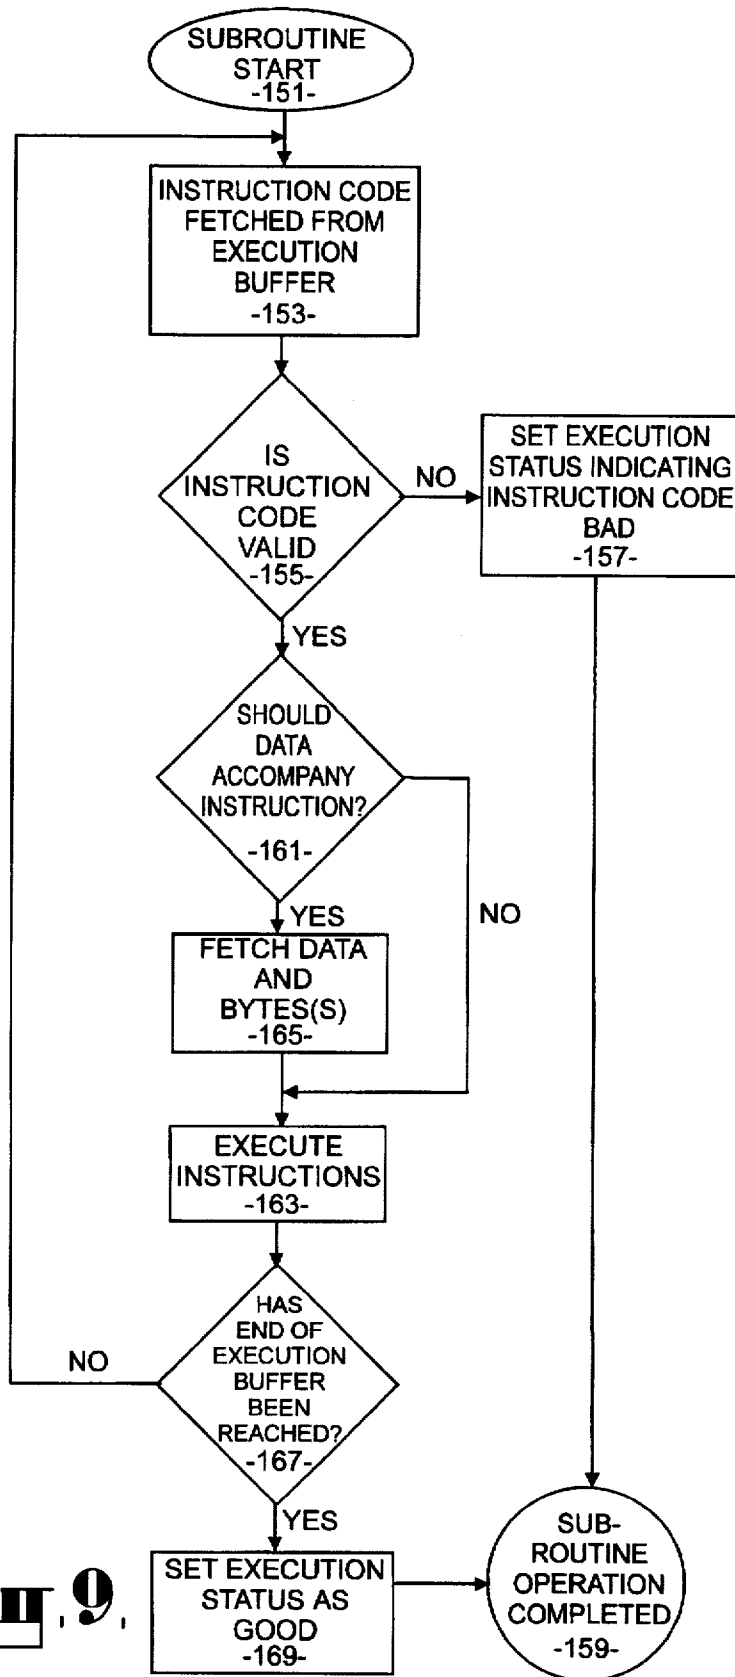 SUBROUTINE
START
-151-
INSTRUCTION CODE
FETCHED FROM
EXECUTION
BUFFER
-153-
IS
INSTRUCTION
CODE
VALID
-155-
NO
SET EXECUTION
STATUS INDICATING
INSTRUCTION CODE
BAD
-157-
YES
SHOULD
DATA
ACCOMPANY
INSTRUCTION?
-161-
NO
YES
FETCH DATA
AND
BYTES(S)
-165-
EXECUTE
INSTRUCTIONS
-163-
HAS
END OF
EXECUTION
BUFFER
BEEN
REACHED?
-167-
NO
YES
SET EXECUTION
STATUS AS
GOOD
-169-
SUB-
ROUTINE
OPERATION
COMPLETED
-159-
9.